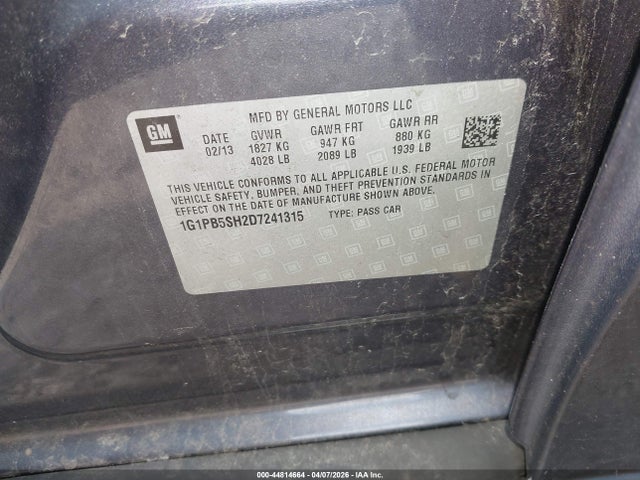 GM
MFD BY GENERAL MOTORS LLC
DATE GVWR GAWR FRT GAWR RR
02/13 1827 KG 947 KG 880 KG
4028 LB 2089 LB 1939 LB
THIS VEHICLE CONFORMS TO ALL APPLICABLE U.S. FEDERAL MOTOR
VEHICLE SAFETY, BUMPER, AND THEFT PREVENTION STANDARDS IN
EFFECT ON THE DATE OF MANUFACTURE SHOWN ABOVE.
1G1PB5SH2D7241315 TYPE: PASS CAR
000-44814664 - 04/07/2026 - IAA Inc.